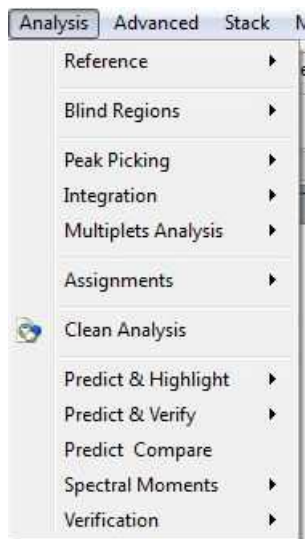 Analysis Advanced Stack
Reference
Blind Regions
Peak Picking
Integration
Multiplets Analysis
Assignments
Clean Analysis
Predict & Highlight
Predict & Verify
Predict Compare
Spectral Moments
Verification